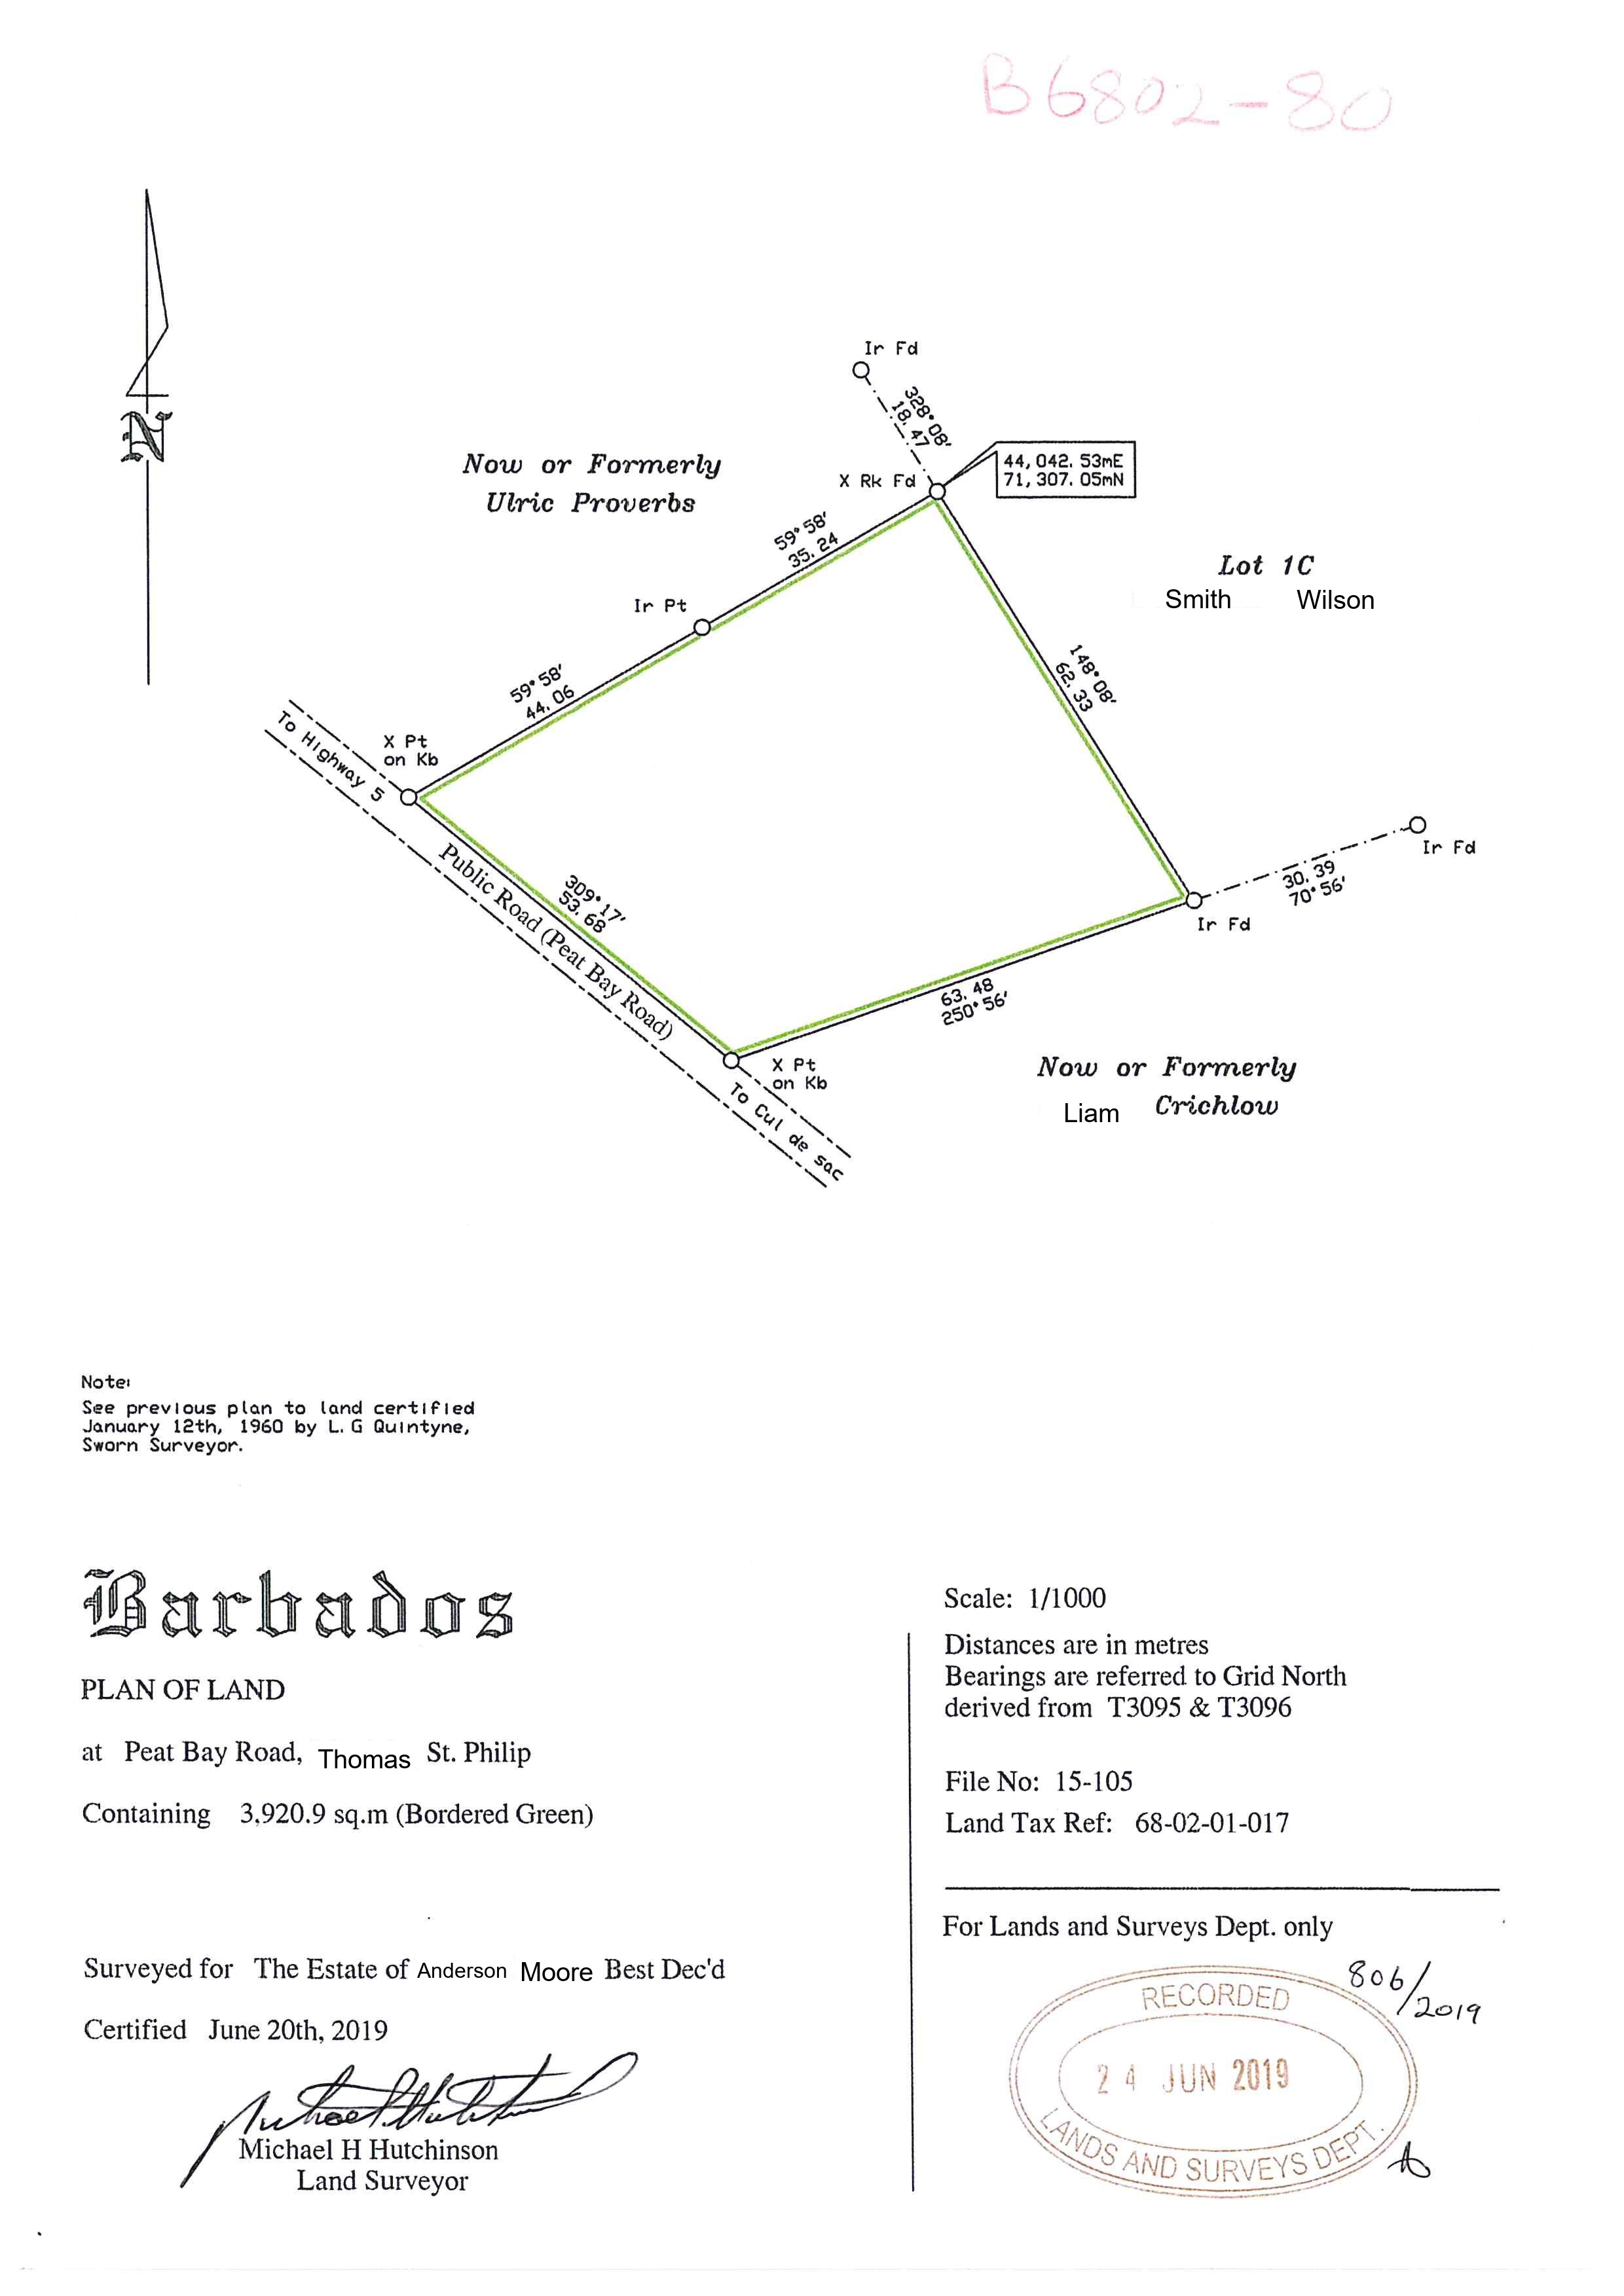 B6802-80
N
Ir Fd
328°08'
18.47
Now or Formerly
Ulric Proverbs
X Rk Fd
44,042.53mE
71,307.05mN
59°58'
35.24
Lot 1C
Smith Wilson
Ir Pt
148°08'
62.33
59°58'
44.06
To Highway 5
X Pt
on Kb
Ir Fd
30.39
70°56'
Public Road (Peat Bay Road)
309°17'
53.68
Ir Fd
63.48
250°56'
X Pt
on Kb
To Cul de sac
Now or Formerly
Liam Crichlow
Note:
See previous plan to land certified
January 12th, 1960 by L.G Quintyne,
Sworn Surveyor.
Barbados
PLAN OF LAND
at Peat Bay Road, Thomas St. Philip
Containing 3,920.9 sq.m (Bordered Green)
Surveyed for The Estate of Anderson Moore Best Dec'd
Certified June 20th, 2019
Michael H Hutchinson
Land Surveyor
Scale: 1/1000
Distances are in metres
Bearings are referred to Grid North
derived from T3095 & T3096
File No: 15-105
Land Tax Ref: 68-02-01-017
For Lands and Surveys Dept. only
806/2019
RECORDED
24 JUN 2019
LANDS AND SURVEYS DEPT.